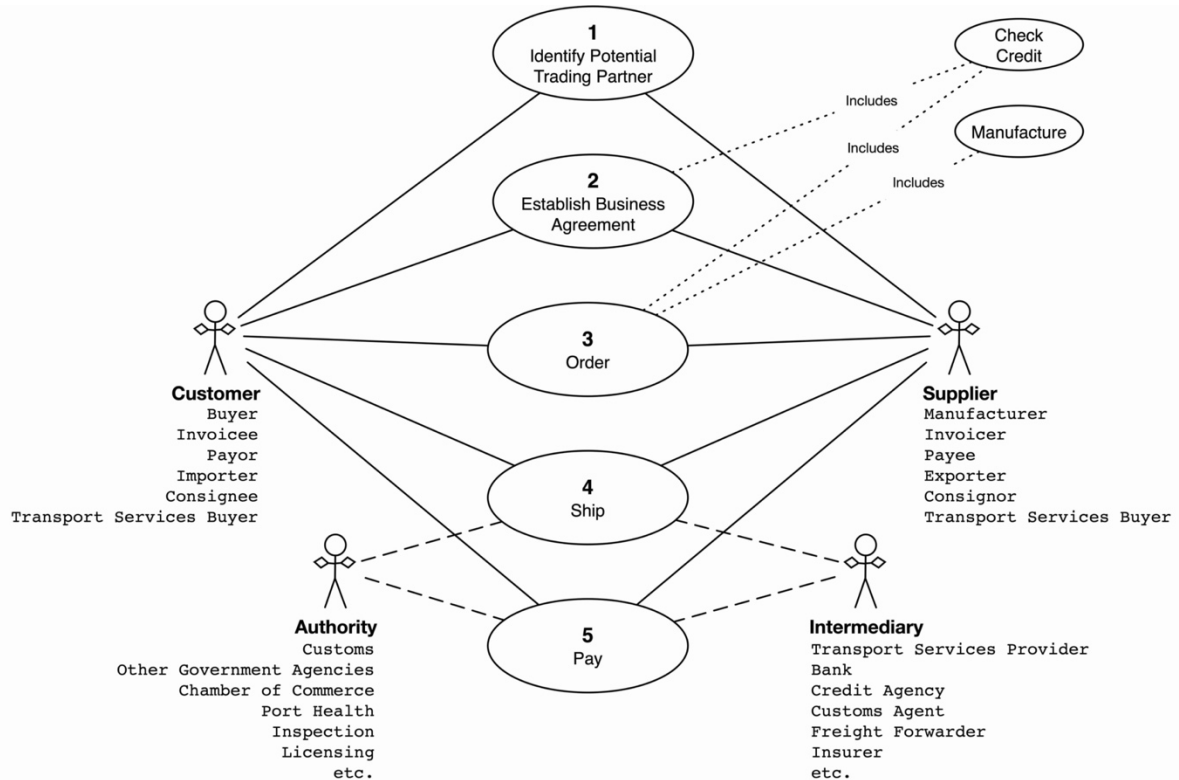 1
Identify Potential
Trading Partner
Check
Credit
Includes
Manufacture
Includes
2
Establish Business
Agreement
Includes
3
Order
Customer
Buyer
Invoicee
Payor
Importer
Consignee
Transport Services Buyer
Supplier
Manufacturer
Invoicer
Payee
Exporter
Consignor
Transport Services Buyer
4
Ship
Authority
Customs
Other Government Agencies
Chamber of Commerce
Port Health
Inspection
Licensing
etc.
5
Pay
Intermediary
Transport Services Provider
Bank
Credit Agency
Customs Agent
Freight Forwarder
Insurer
etc.